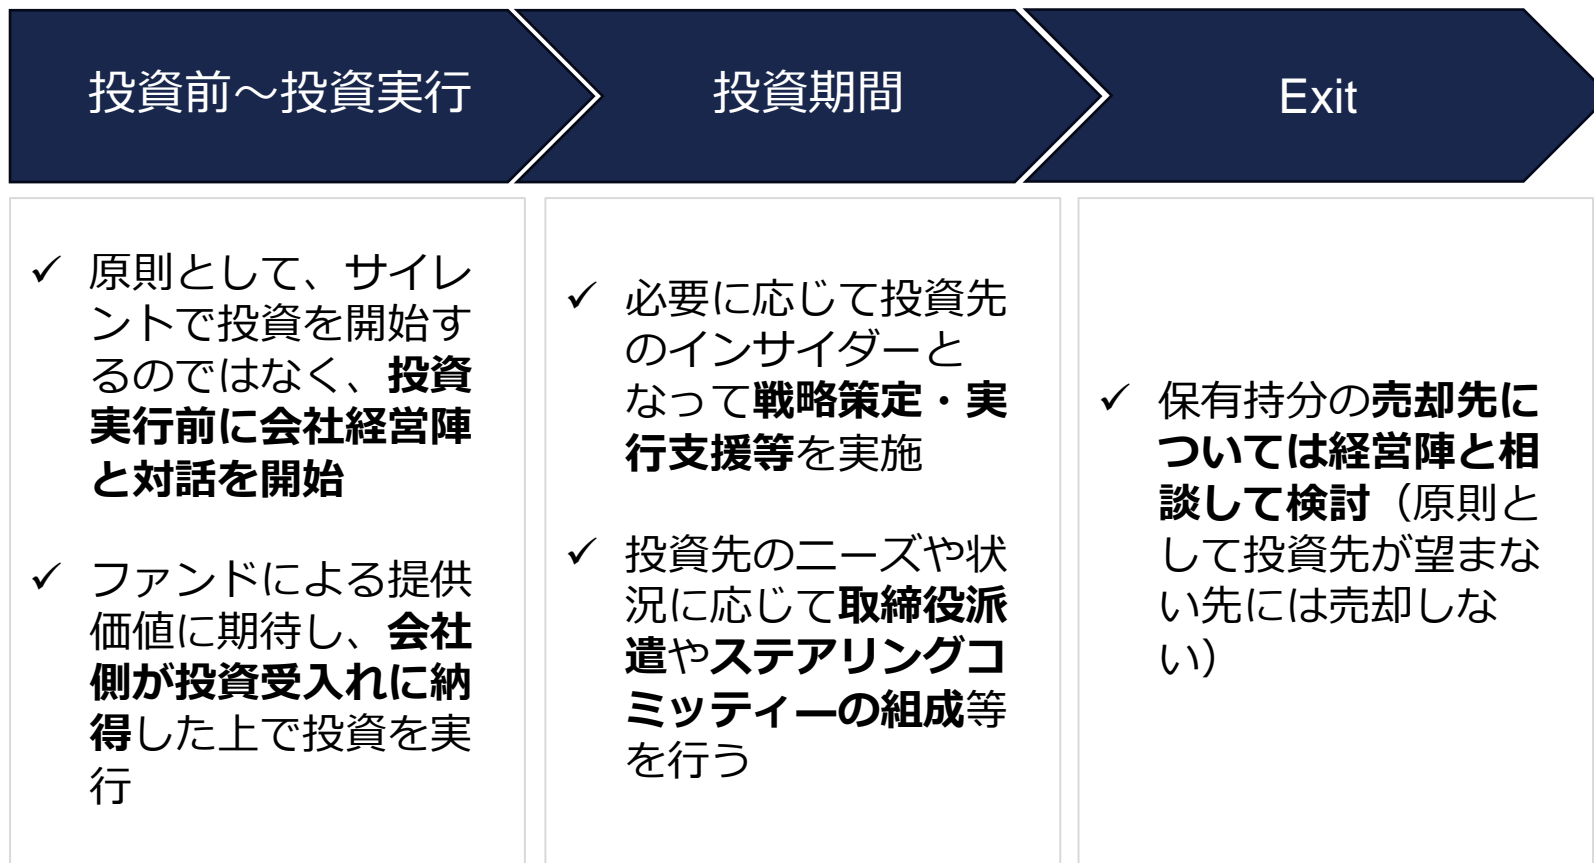 投資前～投資実行
投資期間
Exit
✓ 原則として、サイレ
ントで投資を開始す
るのではなく、投資
実行前に会社経営陣
と対話を開始
✓ ファンドによる提供
価値に期待し、会社
側が投資受入れに納
得した上で投資を実
行
✓ 必要に応じて投資先
のインサイダーと
なって戦略策定・実
行支援等を実施
✓ 投資先のニーズや状
況に応じて取締役派
遣やステアリングコ
ミッティーの組成等
を行う
✓ 保有持分の売却先に
ついては経営陣と相
談して検討（原則と
して投資先が望まな
い先には売却しな
い）